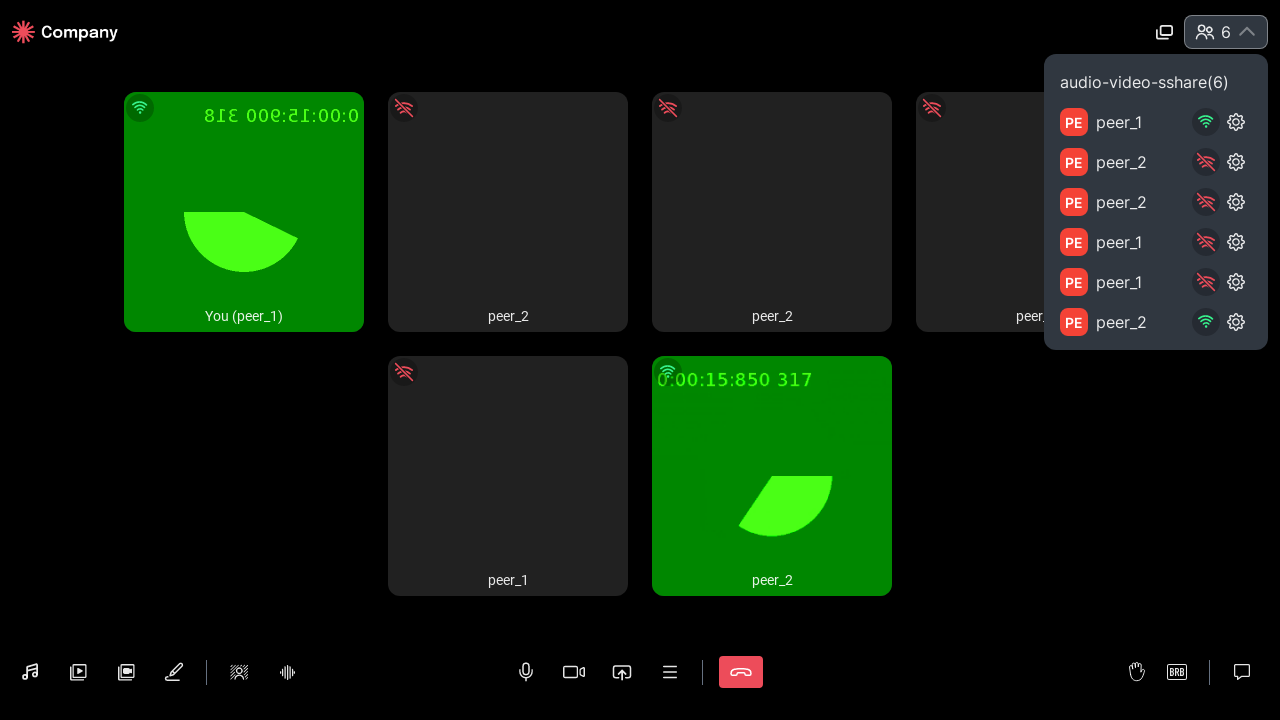 Company
6
audio-video-sshare(6)
PE peer_1
PE peer_2
PE peer_2
PE peer_1
PE peer_1
PE peer_2
0:00:15:900 318
You (peer_1)
peer_2
peer_2
peer_
0:00:15:850 317
peer_1
peer_2
BRB